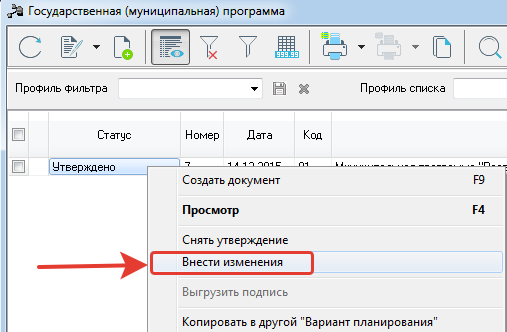 Государственная (муниципальная) программа
Профиль фильтра Профиль списка
Статус Номер Дата Код
Утверждено 7 14.12.2015 01 Муниципальная программа
Создать документ F9
Просмотр F4
Снять утверждение
Внести изменения
Выгрузить подпись
Копировать в другой "Вариант планирования"